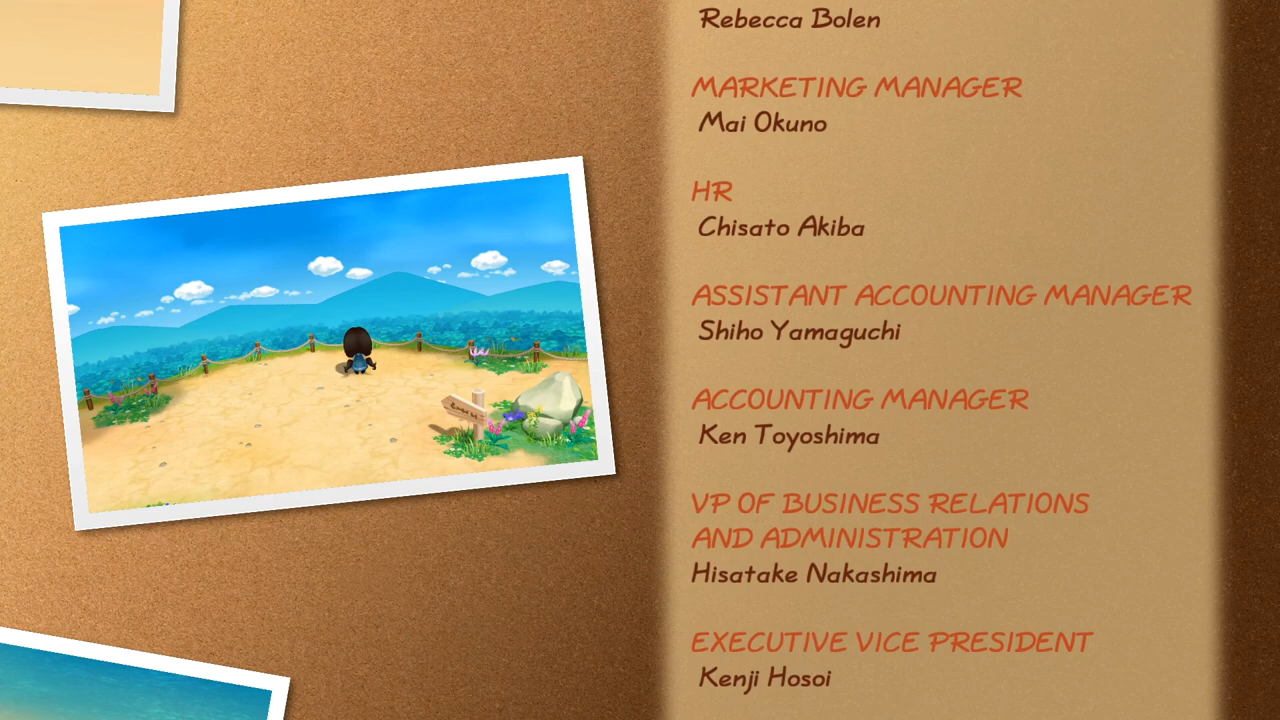 Rebecca Bolen
MARKETING MANAGER
Mai Okuno
HR
Chisato Akiba
ASSISTANT ACCOUNTING MANAGER
Shiho Yamaguchi
ACCOUNTING MANAGER
Ken Toyoshima
VP OF BUSINESS RELATIONS
AND ADMINISTRATION
Hisatake Nakashima
EXECUTIVE VICE PRESIDENT
Kenji Hosoi